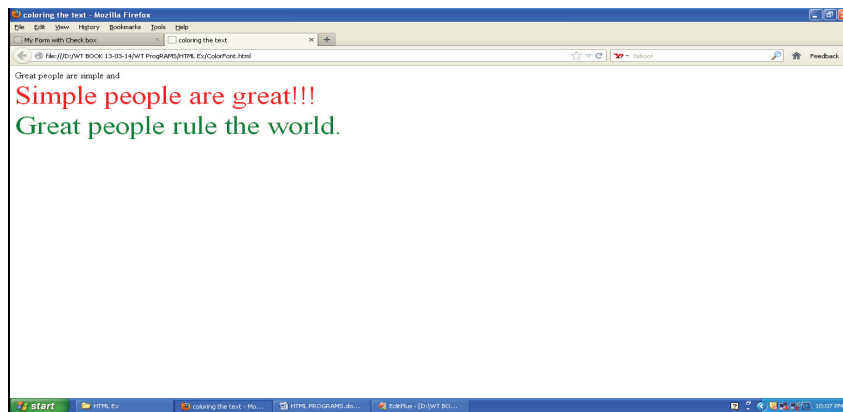 coloring the text - Mozilla Firefox
File Edit View History Bookmarks Tools Help
My Form with Check box × coloring the text × +
file:///D:/WT BOOK 13-03-14/WT ProgRAMS/HTML Ex/ColorFont.html Yahoo! Feedback
Great people are simple and
Simple people are great!!!
Great people rule the world.
start HTML Ex coloring the text - Mo... HTML PROGRAMS.do... EditPlus - [D:\WT BO... 10:07 PM